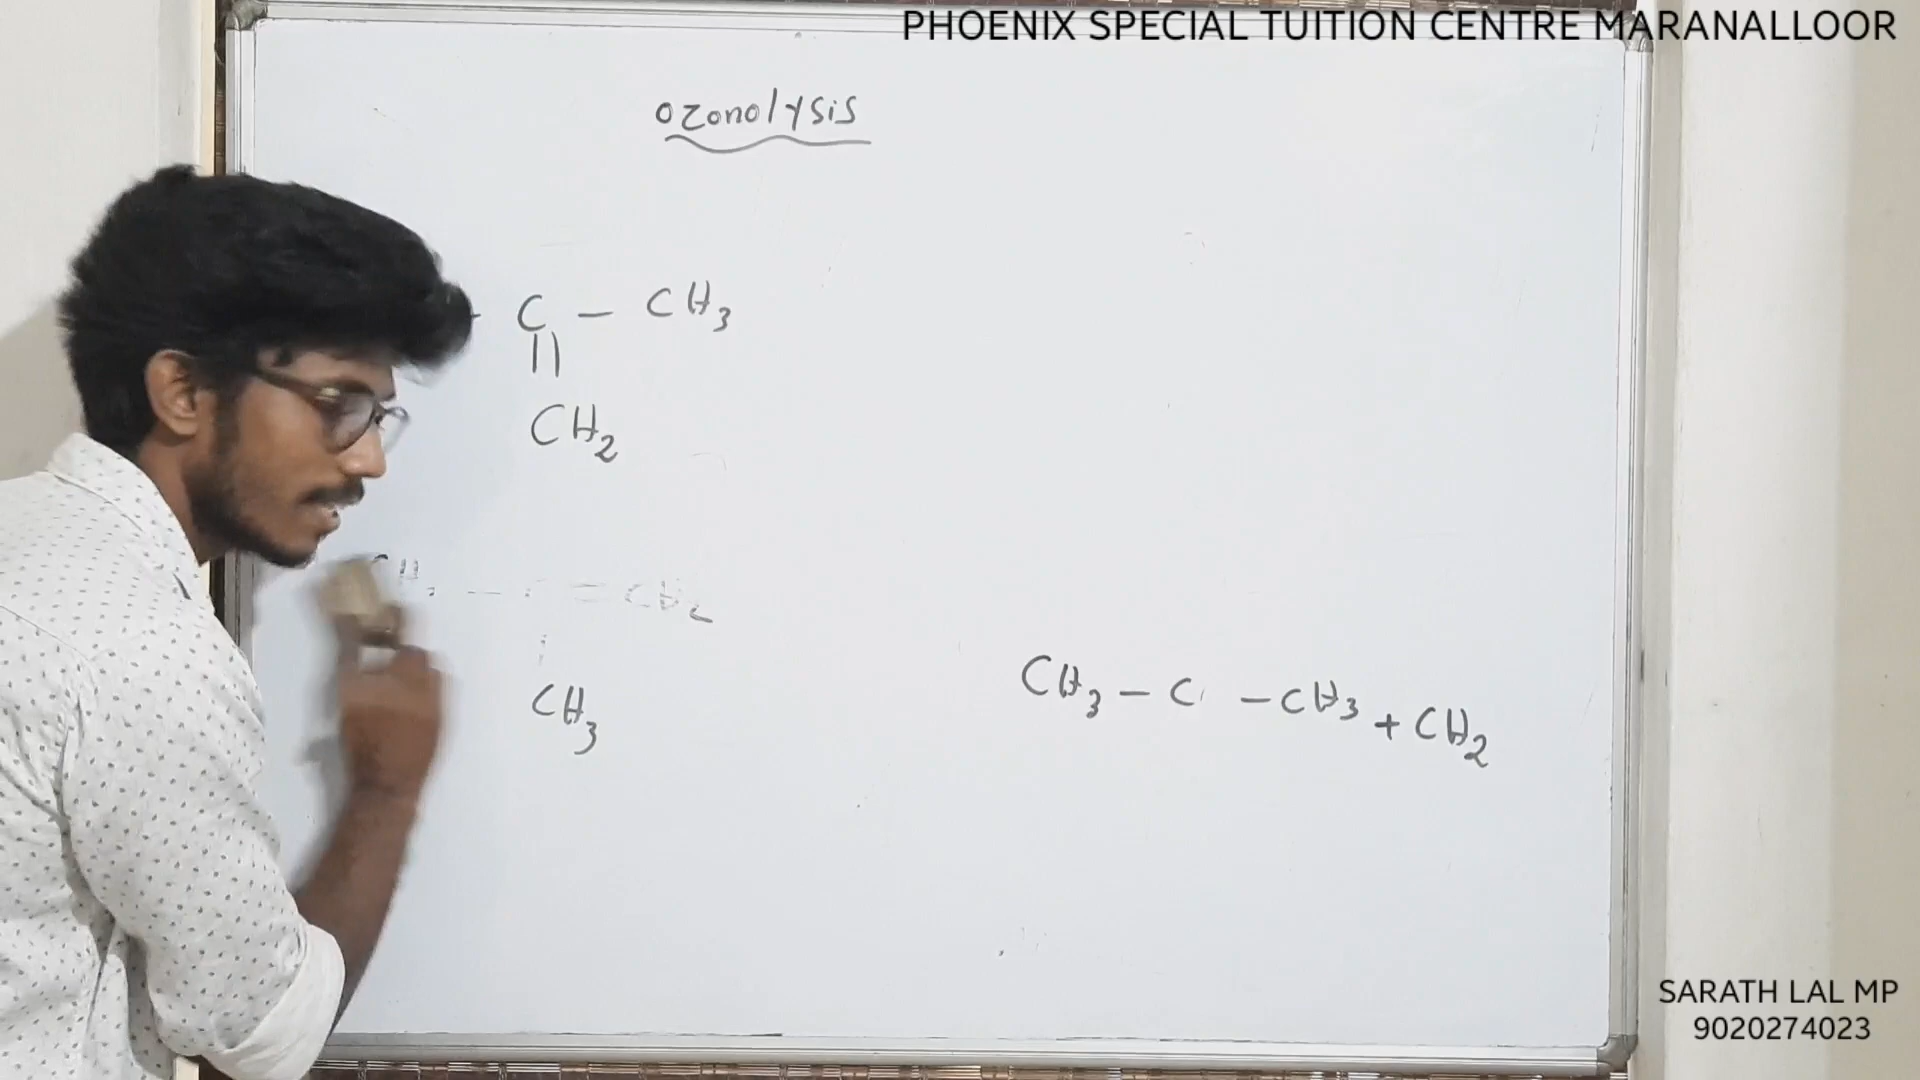 PHOENIX SPECIAL TUITION CENTRE MARANALLOOR
ozonolysis
- C - CH3
||
CH2
CH3
CH3 - C - CH3 + CH2
SARATH LAL MP
9020274023